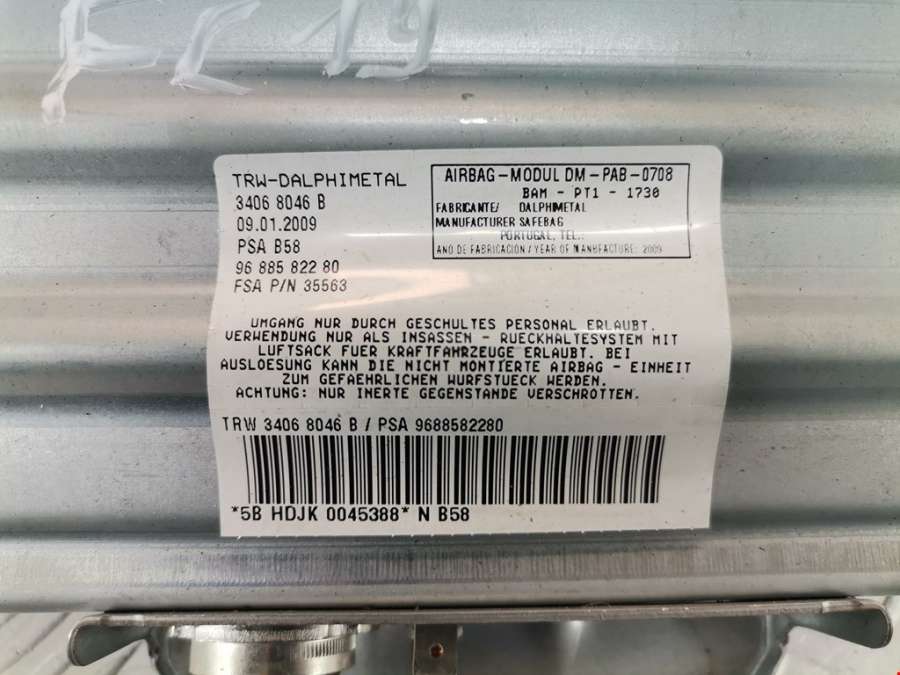 FC 19
TRW-DALPHIMETAL
3406 8046 B
09.01.2009
PSA B58
96 885 822 80
FSA P/N 35563
AIRBAG-MODUL DM-PAB-0708
BAM - PT1 - 1730
FABRICANTE/ DALPHIMETAL
MANUFACTURER SAFEBAG
PORTUGAL, TEL.:
ANO DE FABRICACION / YEAR OF MANUFACTURE: 2009
UMGANG NUR DURCH GESCHULTES PERSONAL ERLAUBT.
VERWENDUNG NUR ALS INSASSEN - RUECKHALTESYSTEM MIT
LUFTSACK FUER KRAFTFAHRZEUGE ERLAUBT. BEI
AUSLOESUNG KANN DIE NICHT MONTIERTE AIRBAG - EINHEIT
ZUM GEFAEHRLICHEN WURFSTUECK WERDEN.
ACHTUNG: NUR INERTE GEGENSTANDE VERSCHROTTEN.
TRW 3406 8046 B / PSA 9688582280
*5B HDJK 0045388* N B58